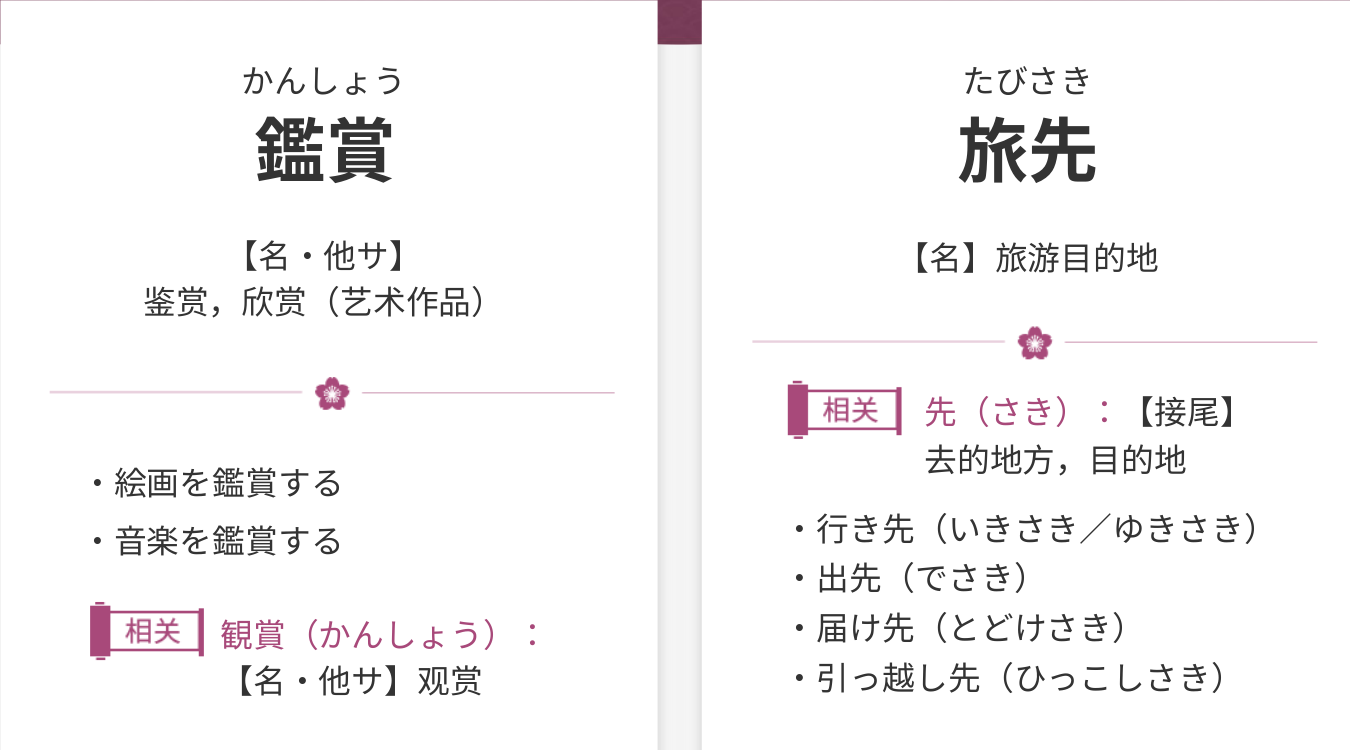 かんしょう
鑑賞
【名・他サ】
鉴赏，欣赏（艺术作品）
・絵画を鑑賞する
・音楽を鑑賞する
相关 観賞（かんしょう）：
【名・他サ】观赏
たびさき
旅先
【名】旅游目的地
相关 先（さき）：【接尾】
去的地方，目的地
・行き先（いきさき／ゆきさき）
・出先（でさき）
・届け先（とどけさき）
・引っ越し先（ひっこしさき）